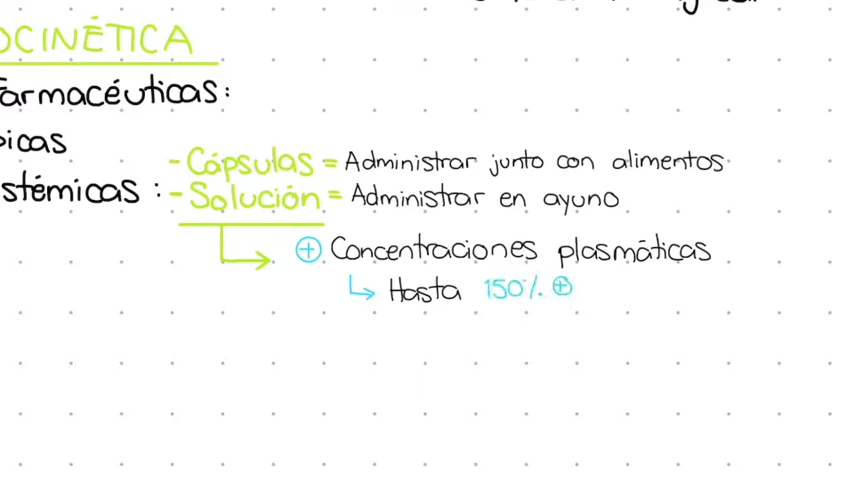 OCINÉTICA
Farmacéuticas:
picas
- Cápsulas = Administrar junto con alimentos
stémicas : - Solución = Administrar en ayuno
⊕ Concentraciones plasmáticas
↳ Hasta 150% ⊕